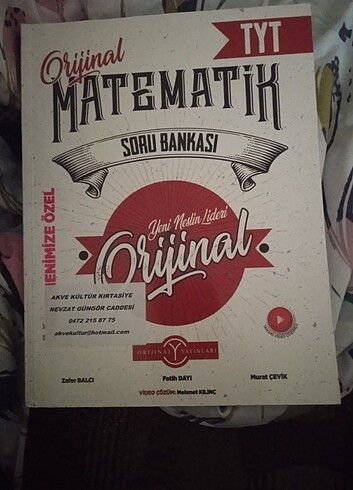 TYT
Orijinal
MATEMATİK
SORU BANKASI
ENİMİZE ÖZEL
Yeni Neslin Lideri
Orijinal
AKVE KÜLTÜR KIRTASİYE
NEVZAT GÜNGÖR CADDESİ
0472 215 87 75
akvekultur@hotmail.com
ORİJİNAL YAYINLARI
Zafer BALCI
Fatih DAYI
Murat ÇEVİK
VİDEO ÇÖZÜM: Mehmet KILINÇ